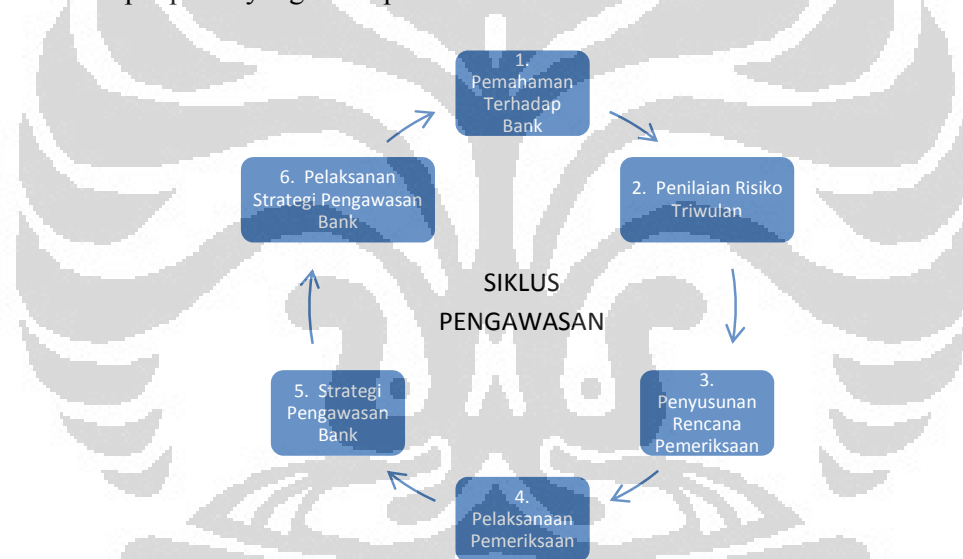 1.
Pemahaman
Terhadap
Bank
2. Penilaian Risiko
Triwulan
3.
Penyusunan
Rencana
Pemeriksaan
4.
Pelaksanaan
Pemeriksaan
5. Strategi
Pengawasan
Bank
6. Pelaksanan
Strategi Pengawasan
Bank
SIKLUS
PENGAWASAN